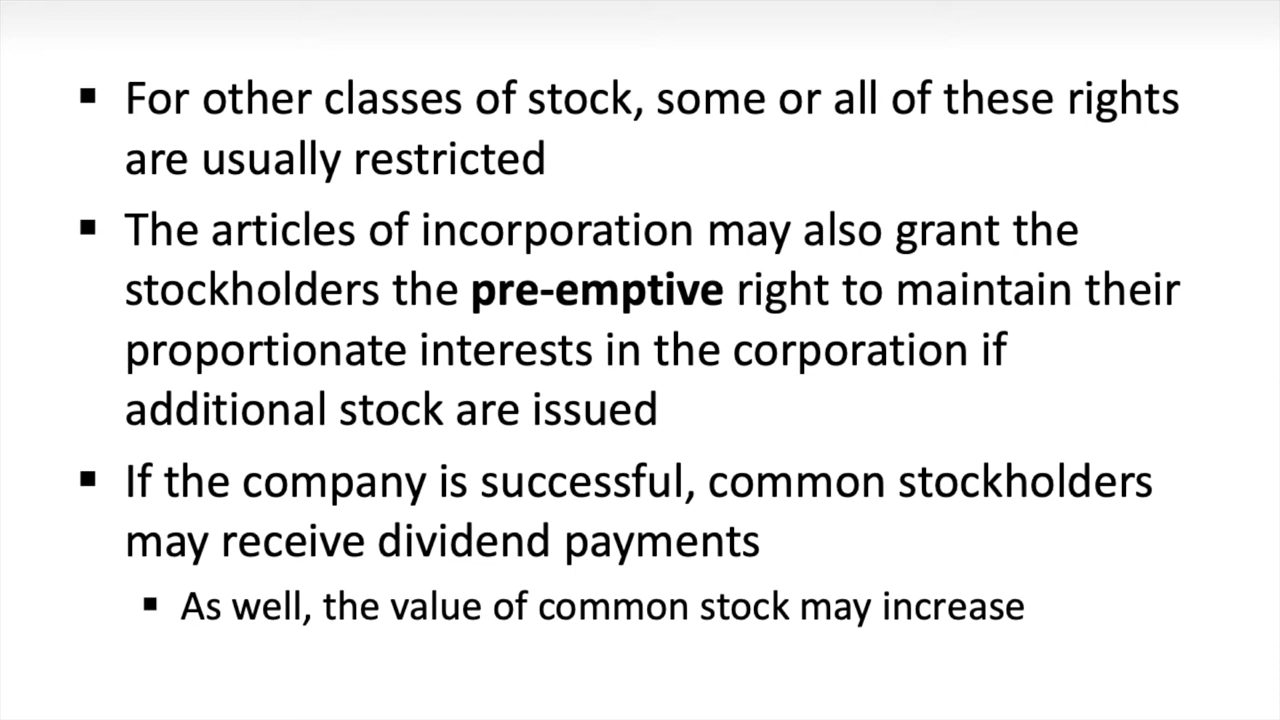 ▪ For other classes of stock, some or all of these rights
are usually restricted
▪ The articles of incorporation may also grant the
stockholders the pre-emptive right to maintain their
proportionate interests in the corporation if
additional stock are issued
▪ If the company is successful, common stockholders
may receive dividend payments
▪ As well, the value of common stock may increase